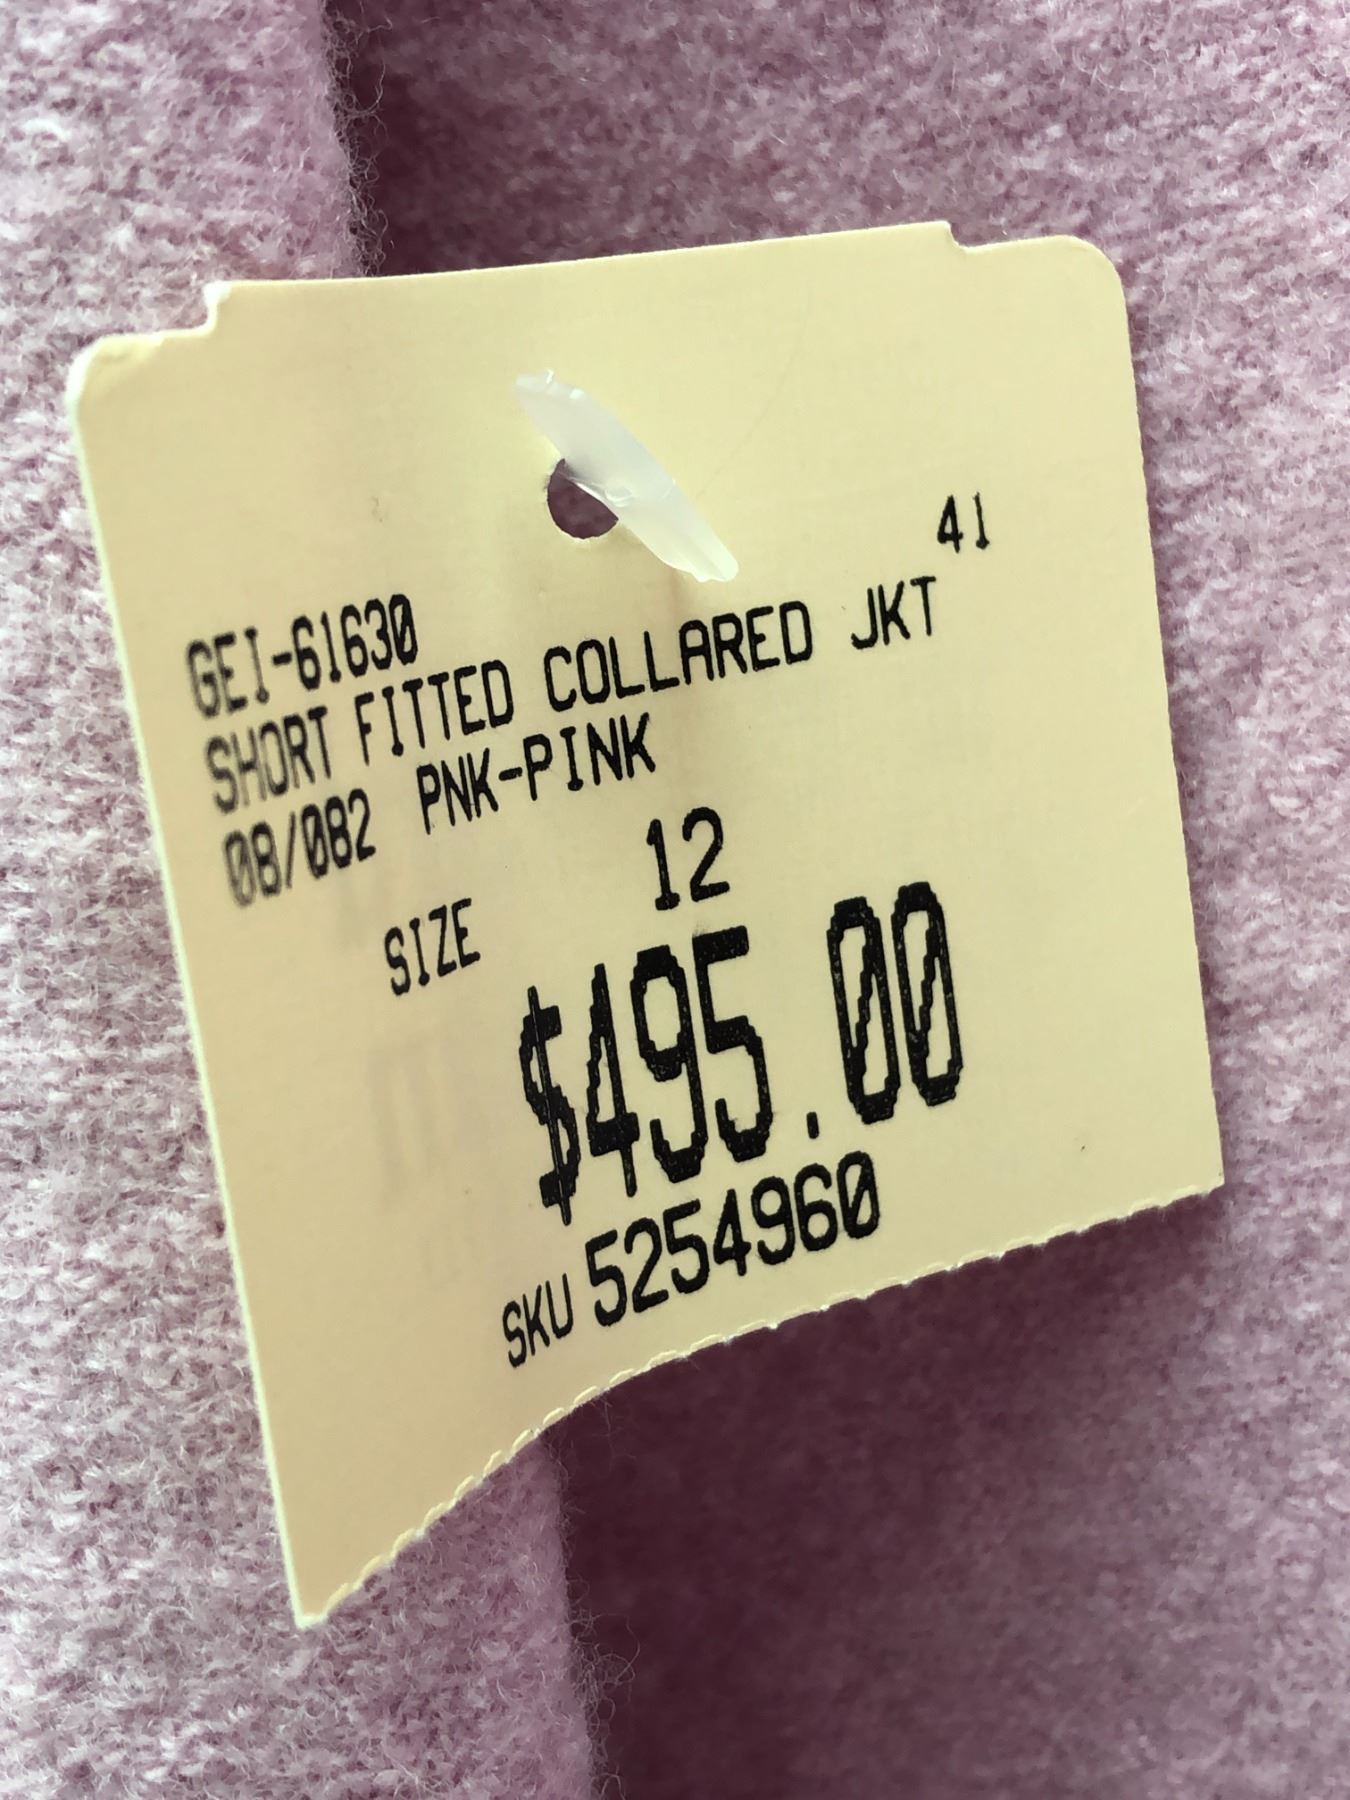 41
GEI-61630
SHORT FITTED COLLARED JKT
08/082 PNK-PINK
SIZE 12
$495.00
SKU 5254960